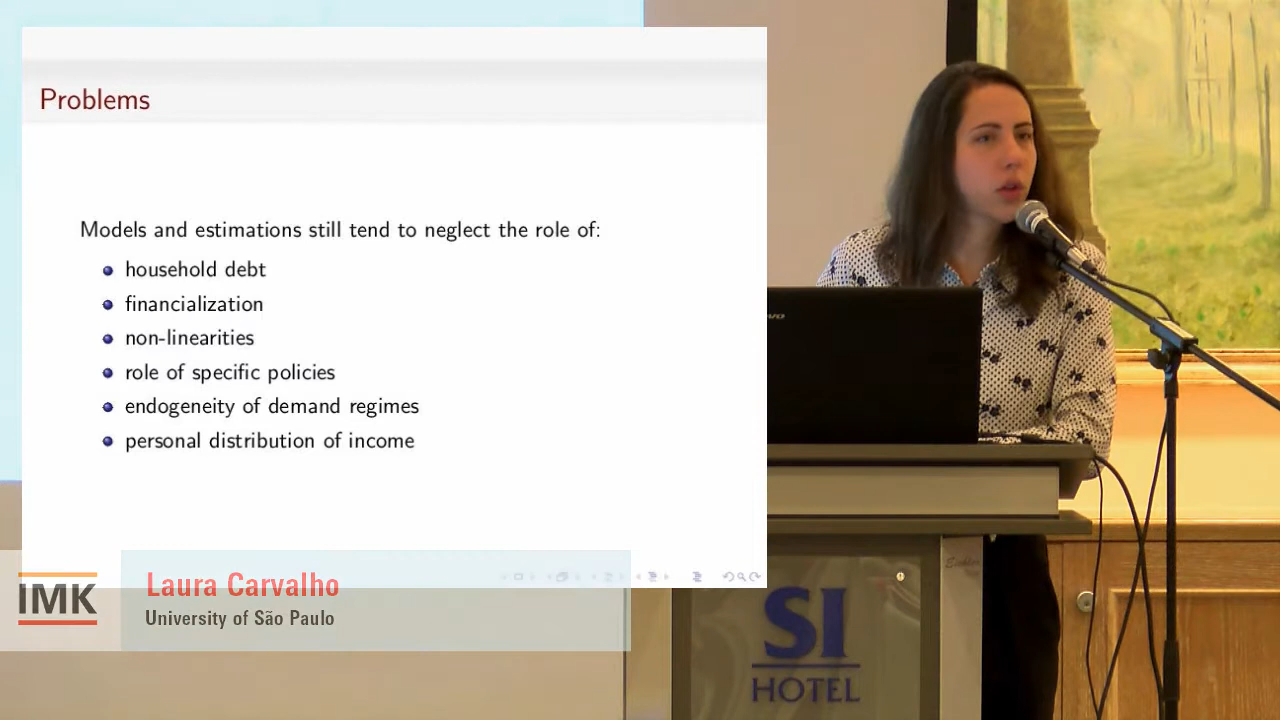 Problems
Models and estimations still tend to neglect the role of:
household debt
financialization
non-linearities
role of specific policies
endogeneity of demand regimes
personal distribution of income
IMK
Laura Carvalho
University of São Paulo
SI
HOTEL